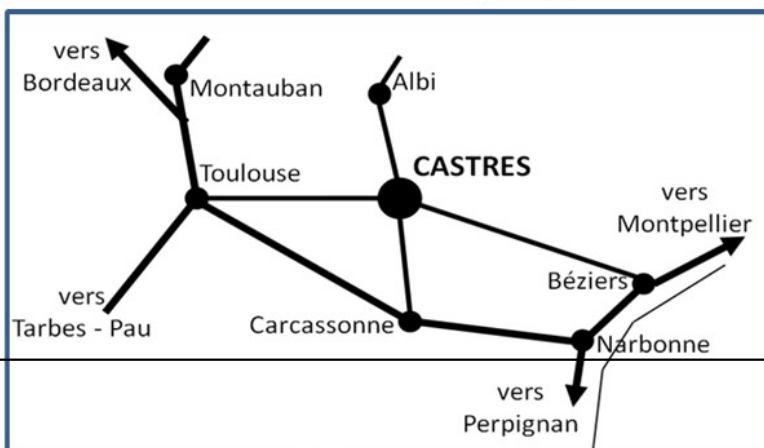 vers
Bordeaux
Montauban
Albi
Toulouse
CASTRES
vers
Montpellier
Béziers
vers
Tarbes - Pau
Carcassonne
Narbonne
vers
Perpignan